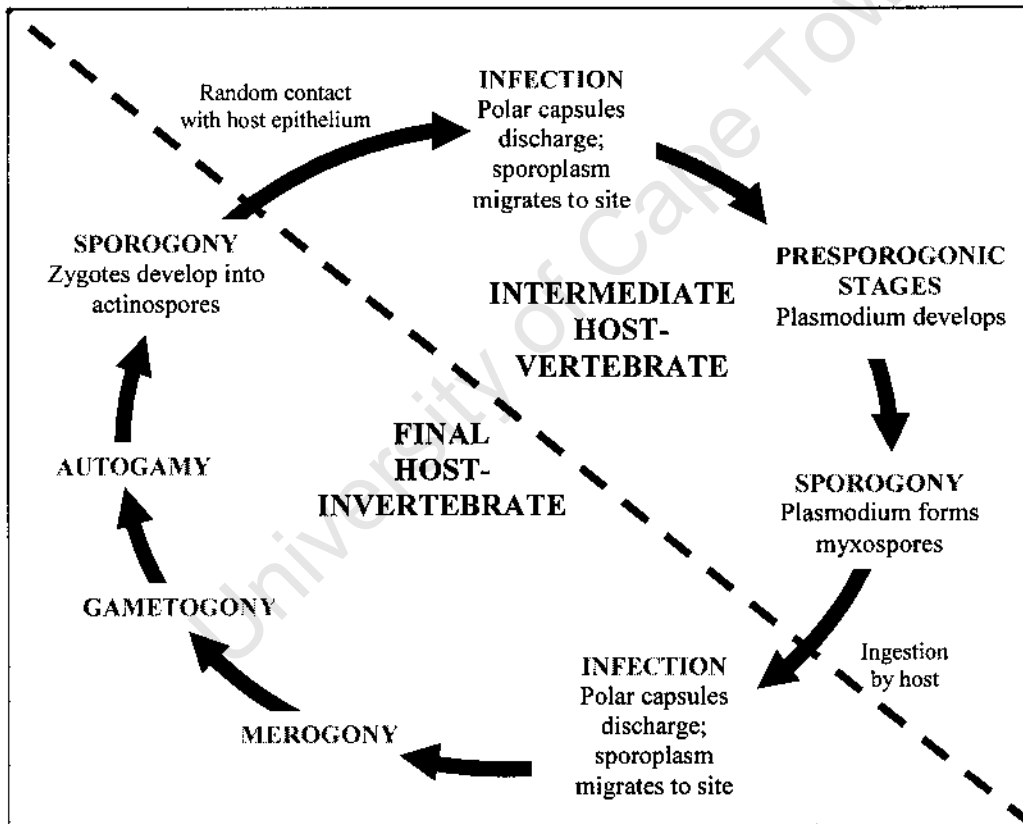 Random contact
with host epithelium
INFECTION
Polar capsules
discharge;
sporoplasm
migrates to site
PRESPOROGONIC
STAGES
Plasmodium develops
SPOROGONY
Plasmodium forms
myxospores
Ingestion
by host
INFECTION
Polar capsules
discharge;
sporoplasm
migrates to site
MEROGONY
GAMETOGONY
AUTOGAMY
SPOROGONY
Zygotes develop into
actinospores
INTERMEDIATE
HOST-
VERTEBRATE
FINAL
HOST-
INVERTEBRATE
University of Cape Tow